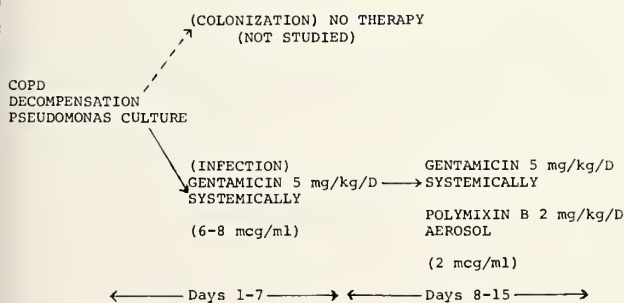 (COLONIZATION) NO THERAPY
(NOT STUDIED)
COPD
DECOMPENSATION
PSEUDOMONAS CULTURE
(INFECTION)
GENTAMICIN 5 mg/kg/D
SYSTEMICALLY
(6-8 mcg/ml)
GENTAMICIN 5 mg/kg/D
SYSTEMICALLY
POLYMIXIN B 2 mg/kg/D
AEROSOL
(2 mcg/ml)
Days 1-7
Days 8-15